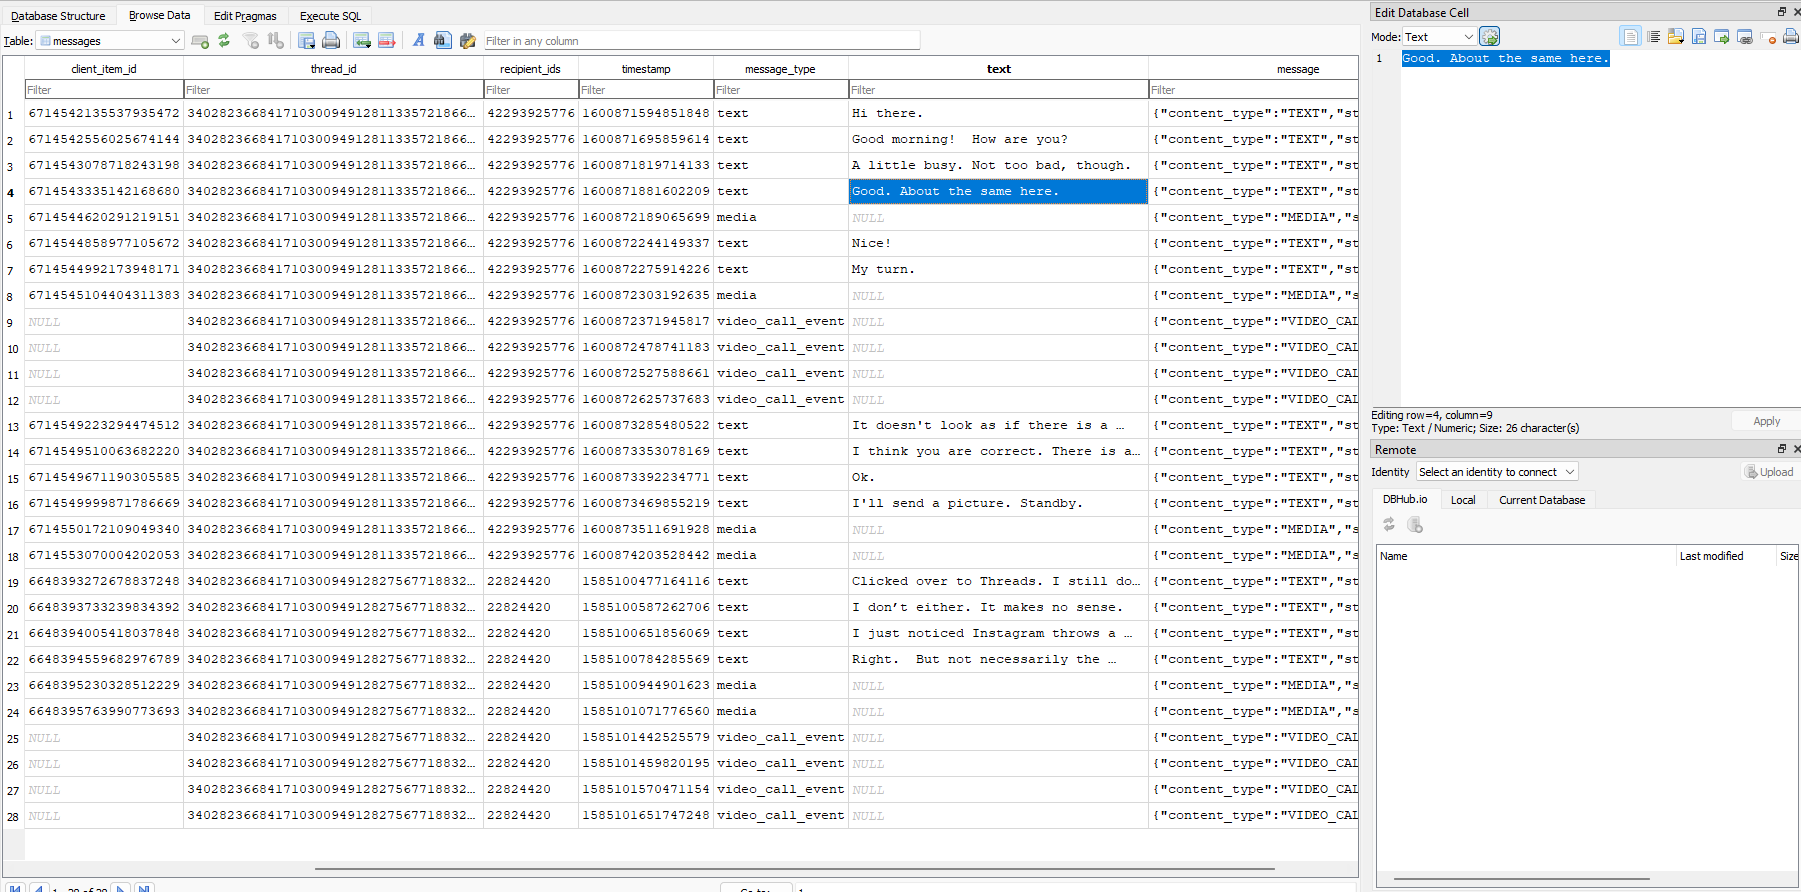 Database Structure Browse Data Edit Pragmas Execute SQL
Table: messages Filter in any column
client_item_id thread_id recipient_ids timestamp message_type text message
Filter Filter Filter Filter Filter Filter Filter
1 6714542135537935472 34028236684171030094912811335721866... 42293925776 1600871594851848 text Hi there. {"content_type":"TEXT","st
2 6714542556025674144 34028236684171030094912811335721866... 42293925776 1600871695859614 text Good morning!  How are you? {"content_type":"TEXT","st
3 6714543078718243198 34028236684171030094912811335721866... 42293925776 1600871819714133 text A little busy. Not too bad, though. {"content_type":"TEXT","st
4 6714543335142168680 34028236684171030094912811335721866... 42293925776 1600871881602209 text Good. About the same here. {"content_type":"TEXT","st
5 6714544620291219151 34028236684171030094912811335721866... 42293925776 1600872189065699 media NULL {"content_type":"MEDIA","s
6 6714544858977105672 34028236684171030094912811335721866... 42293925776 1600872244149337 text Nice! {"content_type":"TEXT","st
7 6714544992173948171 34028236684171030094912811335721866... 42293925776 1600872275914226 text My turn. {"content_type":"TEXT","st
8 6714545104404311383 34028236684171030094912811335721866... 42293925776 1600872303192635 media NULL {"content_type":"MEDIA","s
9 NULL 34028236684171030094912811335721866... 42293925776 1600872371945817 video_call_event NULL {"content_type":"VIDEO_CAL
10 NULL 34028236684171030094912811335721866... 42293925776 1600872478741183 video_call_event NULL {"content_type":"VIDEO_CAL
11 NULL 34028236684171030094912811335721866... 42293925776 1600872527588661 video_call_event NULL {"content_type":"VIDEO_CAL
12 NULL 34028236684171030094912811335721866... 42293925776 1600872625737683 video_call_event NULL {"content_type":"VIDEO_CAL
13 6714549223294474512 34028236684171030094912811335721866... 42293925776 1600873285480522 text It doesn't look as if there is a … {"content_type":"TEXT","st
14 6714549510063682220 34028236684171030094912811335721866... 42293925776 1600873353078169 text I think you are correct. There is a… {"content_type":"TEXT","st
15 6714549671190305585 34028236684171030094912811335721866... 42293925776 1600873392234771 text Ok. {"content_type":"TEXT","st
16 6714549999871786669 34028236684171030094912811335721866... 42293925776 1600873469855219 text I'll send a picture. Standby. {"content_type":"TEXT","st
17 6714550172109049340 34028236684171030094912811335721866... 42293925776 1600873511691928 media NULL {"content_type":"MEDIA","s
18 6714553070004202053 34028236684171030094912811335721866... 42293925776 1600874203528442 media NULL {"content_type":"MEDIA","s
19 6648393272678837248 34028236684171030094912827567718832... 22824420 1585100477164116 text Clicked over to Threads. I still do… {"content_type":"TEXT","st
20 6648393733239834392 34028236684171030094912827567718832... 22824420 1585100587262706 text I don’t either. It makes no sense. {"content_type":"TEXT","st
21 6648394005418037848 34028236684171030094912827567718832... 22824420 1585100651856069 text I just noticed Instagram throws a … {"content_type":"TEXT","st
22 6648394559682976789 34028236684171030094912827567718832... 22824420 1585100784285569 text Right.  But not necessarily the … {"content_type":"TEXT","st
23 6648395230328512229 34028236684171030094912827567718832... 22824420 1585100944901623 media NULL {"content_type":"MEDIA","s
24 6648395763990773693 34028236684171030094912827567718832... 22824420 1585101071776560 media NULL {"content_type":"MEDIA","s
25 NULL 34028236684171030094912827567718832... 22824420 1585101442525579 video_call_event NULL {"content_type":"VIDEO_CAL
26 NULL 34028236684171030094912827567718832... 22824420 1585101459820195 video_call_event NULL {"content_type":"VIDEO_CAL
27 NULL 34028236684171030094912827567718832... 22824420 1585101570471154 video_call_event NULL {"content_type":"VIDEO_CAL
28 NULL 34028236684171030094912827567718832... 22824420 1585101651747248 video_call_event NULL {"content_type":"VIDEO_CAL
1 - 28 of 28 Go to: 1
Edit Database Cell
Mode: Text
1 Good. About the same here.
Editing row=4, column=9
Type: Text / Numeric; Size: 26 character(s)
Apply
Remote
Identity Select an identity to connect Upload
DBHub.io Local Current Database
Name Last modified Size